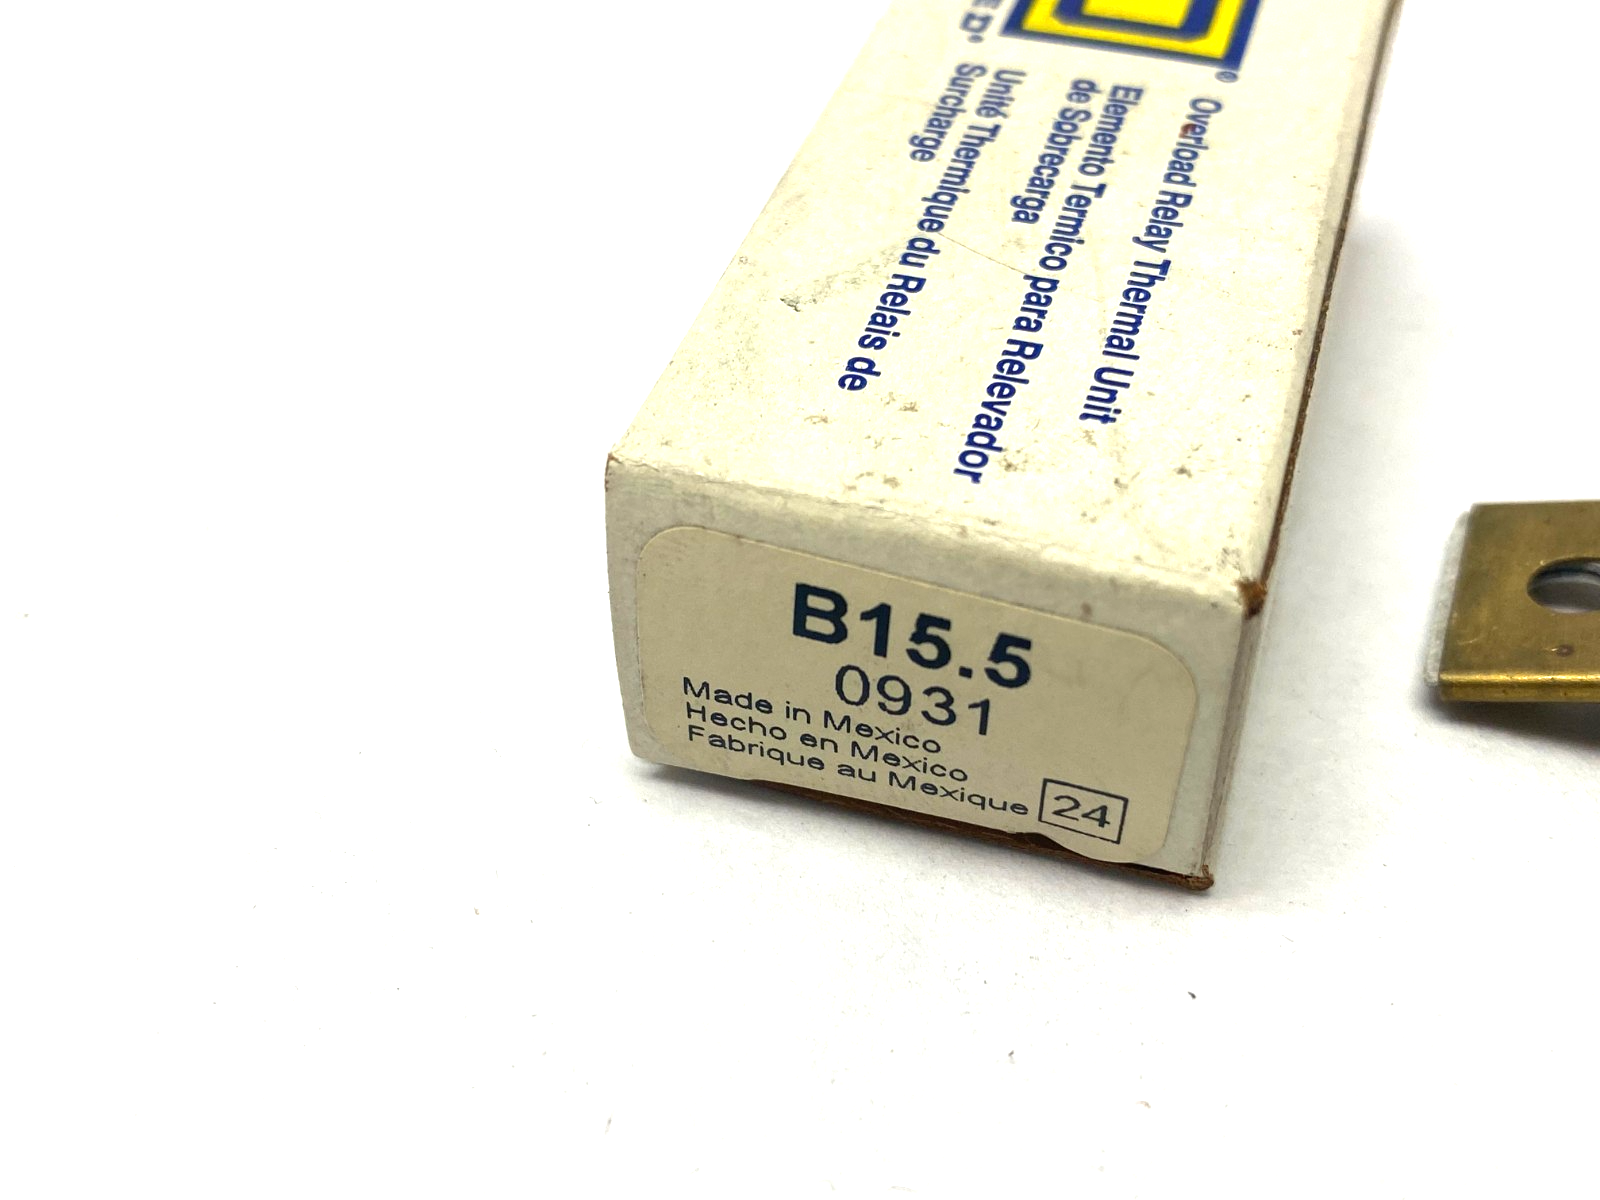 D®
®
Overload Relay Thermal Unit
Elemento Termico para Relevador
de Sobrecarga
Unité Thermique du Relais de
Surcharge
B15.5
0931
Made in Mexico
Hecho en Mexico
Fabrique au Mexique
24